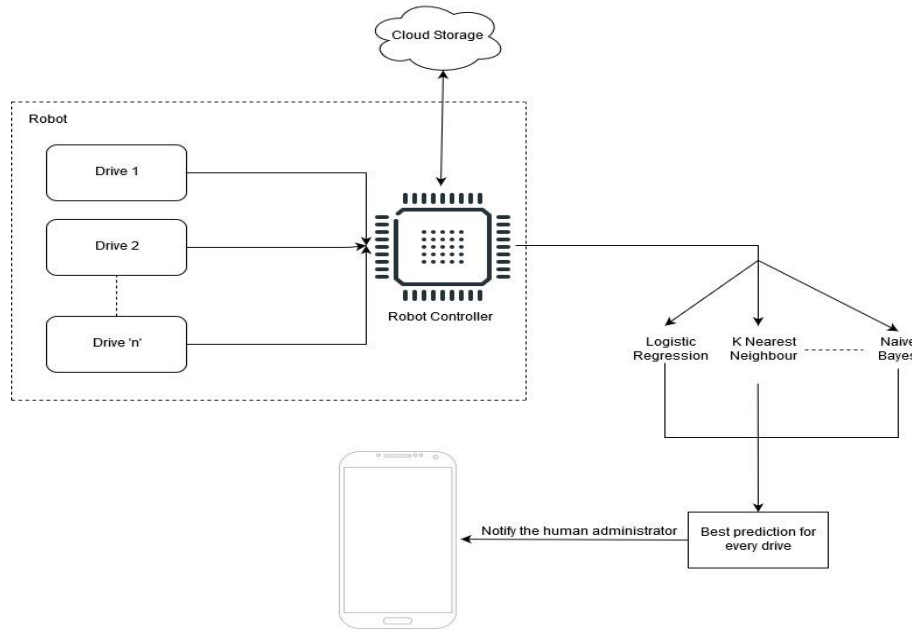 Cloud Storage
Robot
Drive 1
Drive 2
Drive 'n'
Robot Controller
Logistic
Regression
K Nearest
Neighbour
Naive
Bayes
Notify the human administrator
Best prediction for
every drive